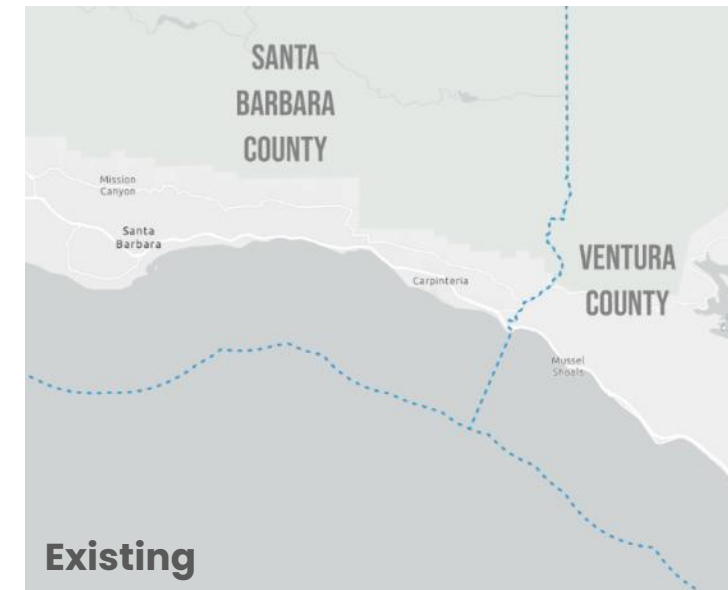 SANTA
BARBARA
COUNTY
Mission
Canyon
Santa
Barbara
VENTURA
COUNTY
Carpinteria
Mussel
Shoals
Existing